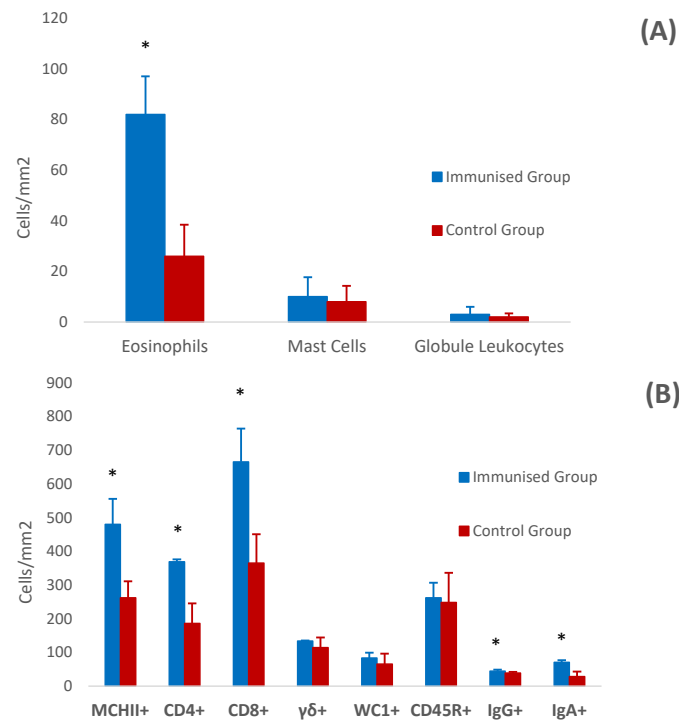 (A)
120
100
80
60
40
20
0
Cells/mm2
*
Immunised Group
Control Group
Eosinophils Mast Cells Globule Leukocytes
(B)
900
800
700
600
500
400
300
200
100
0
Cells/mm2
* * * * *
Immunised Group
Control Group
MCHII+ CD4+ CD8+ γδ+ WC1+ CD45R+ IgG+ IgA+